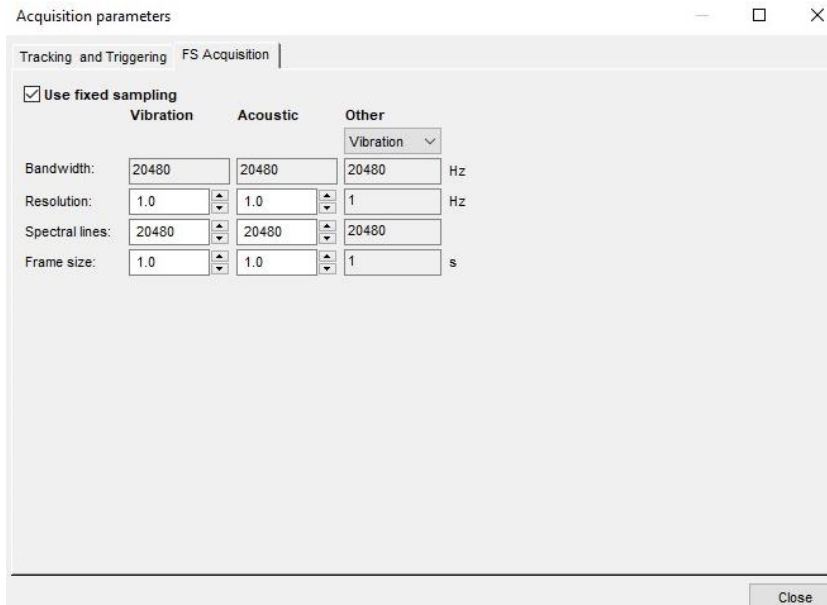 Acquisition parameters
Tracking and Triggering FS Acquisition
Use fixed sampling
Vibration Acoustic Other
Vibration
Bandwidth: 20480 20480 20480 Hz
Resolution: 1.0 1.0 1 Hz
Spectral lines: 20480 20480 20480
Frame size: 1.0 1.0 1 s
Close